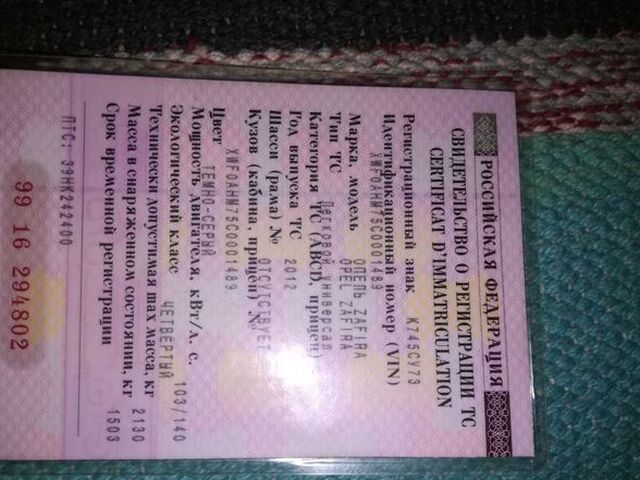 РОССИЙСКАЯ ФЕДЕРАЦИЯ
СВИДЕТЕЛЬСТВО О РЕГИСТРАЦИИ ТС
CERTIFICAT D'IMMATRICULATION
Регистрационный знак К745СУ73
Идентификационный номер (VIN)
XWF0AHM75C0001489
Марка, модель ОПЕЛЬ ZAFIRA
OPEL ZAFIRA
Тип ТС Легковой универсал
Категория ТС (ABCD, прицеп)
Год выпуска ТС 2012
Шасси (рама) № ОТСУТСТВУЕТ
Кузов (кабина, прицеп) №
XWF0AHM75C0001489
Цвет ТЕМНО-СЕРЫЙ
Мощность двигателя, кВт/л. с. 103/140
Экологический класс ЧЕТВЕРТЫЙ
Технически допустимая max масса, кг 2130
Масса в снаряженном состоянии, кг 1503
Срок временной регистрации
ПТС: 39НК242400
99 16 294802